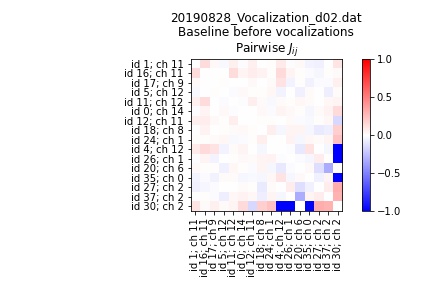 20190828_Vocalization_d02.dat
Baseline before vocalizations
Pairwise J_{ij}
id 1; ch 11
id 16; ch 11
id 17; ch 9
id 5; ch 12
id 11; ch 12
id 0; ch 14
id 12; ch 11
id 18; ch 8
id 24; ch 1
id 4; ch 12
id 26; ch 1
id 20; ch 6
id 35; ch 0
id 27; ch 2
id 37; ch 2
id 30; ch 2
id 1; ch 11
id 16; ch 11
id 17; ch 9
id 5; ch 12
id 11; ch 12
id 0; ch 14
id 12; ch 11
id 18; ch 8
id 24; ch 1
id 4; ch 12
id 26; ch 1
id 20; ch 6
id 35; ch 0
id 27; ch 2
id 37; ch 2
id 30; ch 2
1.0
0.5
0.0
−0.5
−1.0